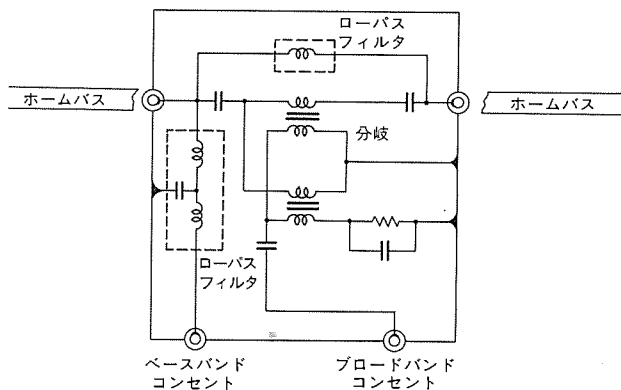 ローパス
フィルタ
ホームバス
ホームバス
分岐
ローパス
フィルタ
ベースバンド
コンセント
ブロードバンド
コンセント